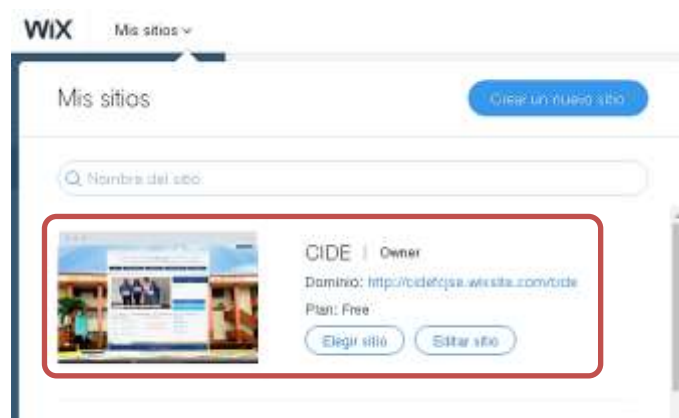 WiX Mis sitios
Mis sitios
Crear un nuevo sitio
Nombre del sitio
CIDE | Owner
Dominio: http://cidefcjse.wixsite.com/cide
Plan: Free
Elegir sitio Editar sitio